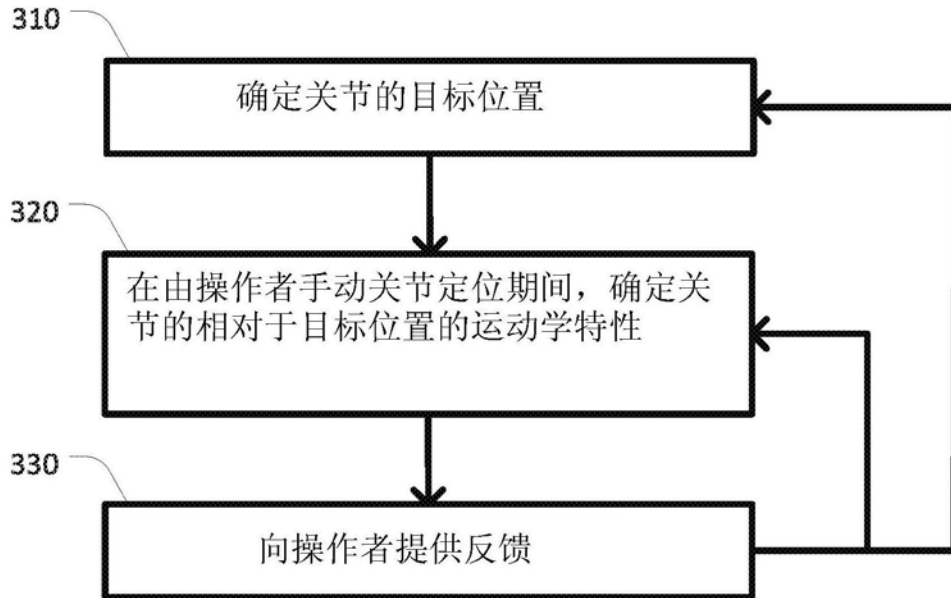 310
确定关节的目标位置
320
在由操作者手动关节定位期间，确定关
节的相对于目标位置的运动学特性
330
向操作者提供反馈